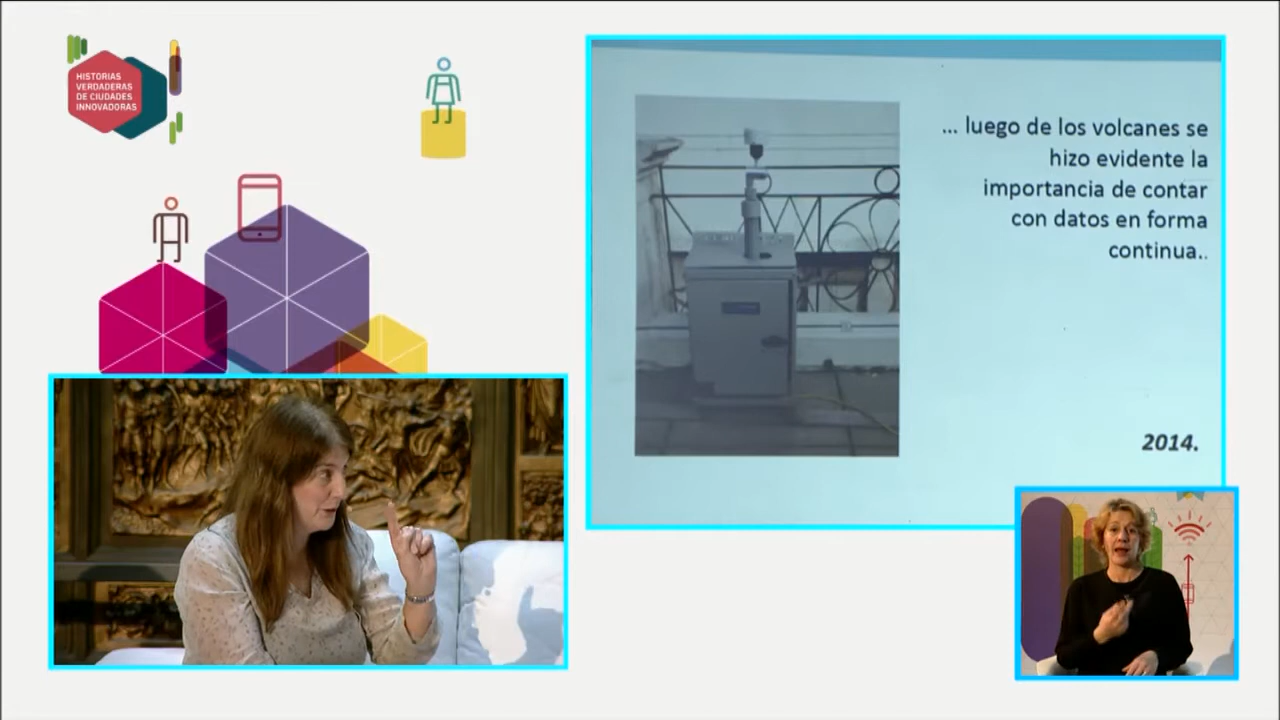 HISTORIAS
VERDADERAS
DE CIUDADES
INNOVADORAS
... luego de los volcanes se
hizo evidente la
importancia de contar
con datos en forma
continua..
2014.